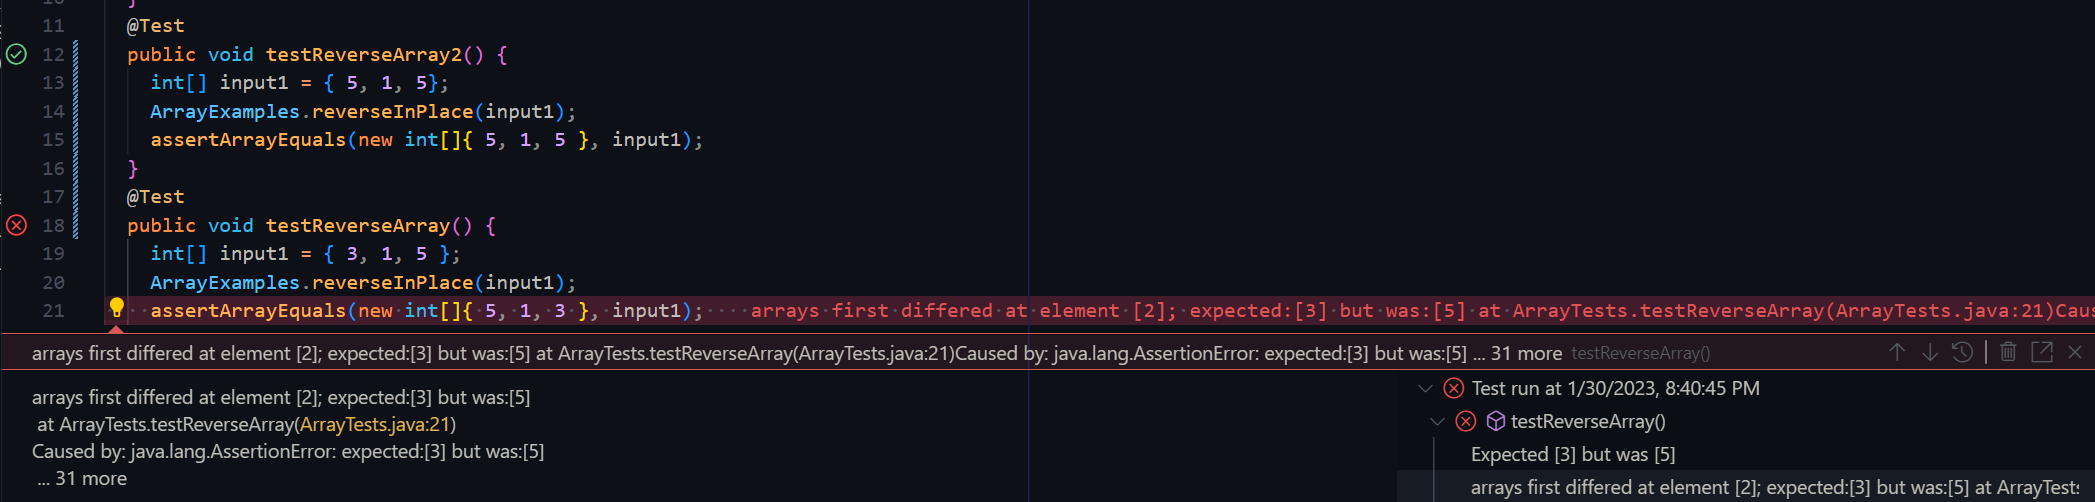 }
11 @Test
12 public void testReverseArray2() {
13 int[] input1 = { 5, 1, 5};
14 ArrayExamples.reverseInPlace(input1);
15 assertArrayEquals(new int[]{ 5, 1, 5 }, input1);
16 }
17 @Test
18 public void testReverseArray() {
19 int[] input1 = { 3, 1, 5 };
20 ArrayExamples.reverseInPlace(input1);
21 assertArrayEquals(new int[]{ 5, 1, 3 }, input1); arrays first differed at element [2]; expected:[3] but was:[5] at ArrayTests.testReverseArray(ArrayTests.java:21)Caus
arrays first differed at element [2]; expected:[3] but was:[5] at ArrayTests.testReverseArray(ArrayTests.java:21)Caused by: java.lang.AssertionError: expected:[3] but was:[5] ... 31 more testReverseArray()
arrays first differed at element [2]; expected:[3] but was:[5]
at ArrayTests.testReverseArray(ArrayTests.java:21)
Caused by: java.lang.AssertionError: expected:[3] but was:[5]
... 31 more
Test run at 1/30/2023, 8:40:45 PM
testReverseArray()
Expected [3] but was [5]
arrays first differed at element [2]; expected:[3] but was:[5] at ArrayTests